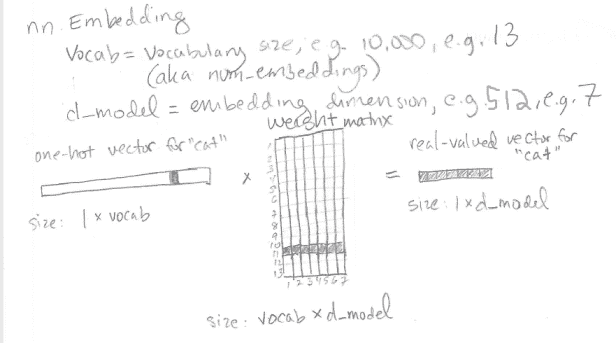 nn. Embedding
Vocab = Vocabulary size, e.g. 10,000, e.g. 13
(aka num_embeddings)
d_model = embedding dimension, e.g. 512, e.g. 7
weight matrix
one-hot vector for "cat"
real-valued vector for
"cat"
x
=
size: 1 x vocab
size: 1 x d_model
1
2
3
4
5
6
7
8
9
10
11
12
13
1 2 3 4 5 6 7
size: vocab x d_model